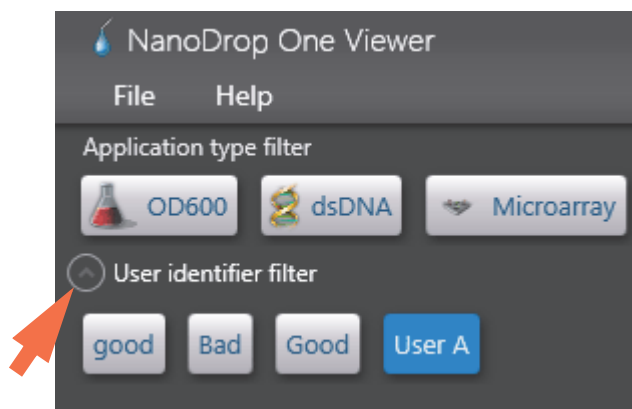 NanoDrop One Viewer
File Help
Application type filter
OD600 dsDNA Microarray
User identifier filter
good Bad Good User A